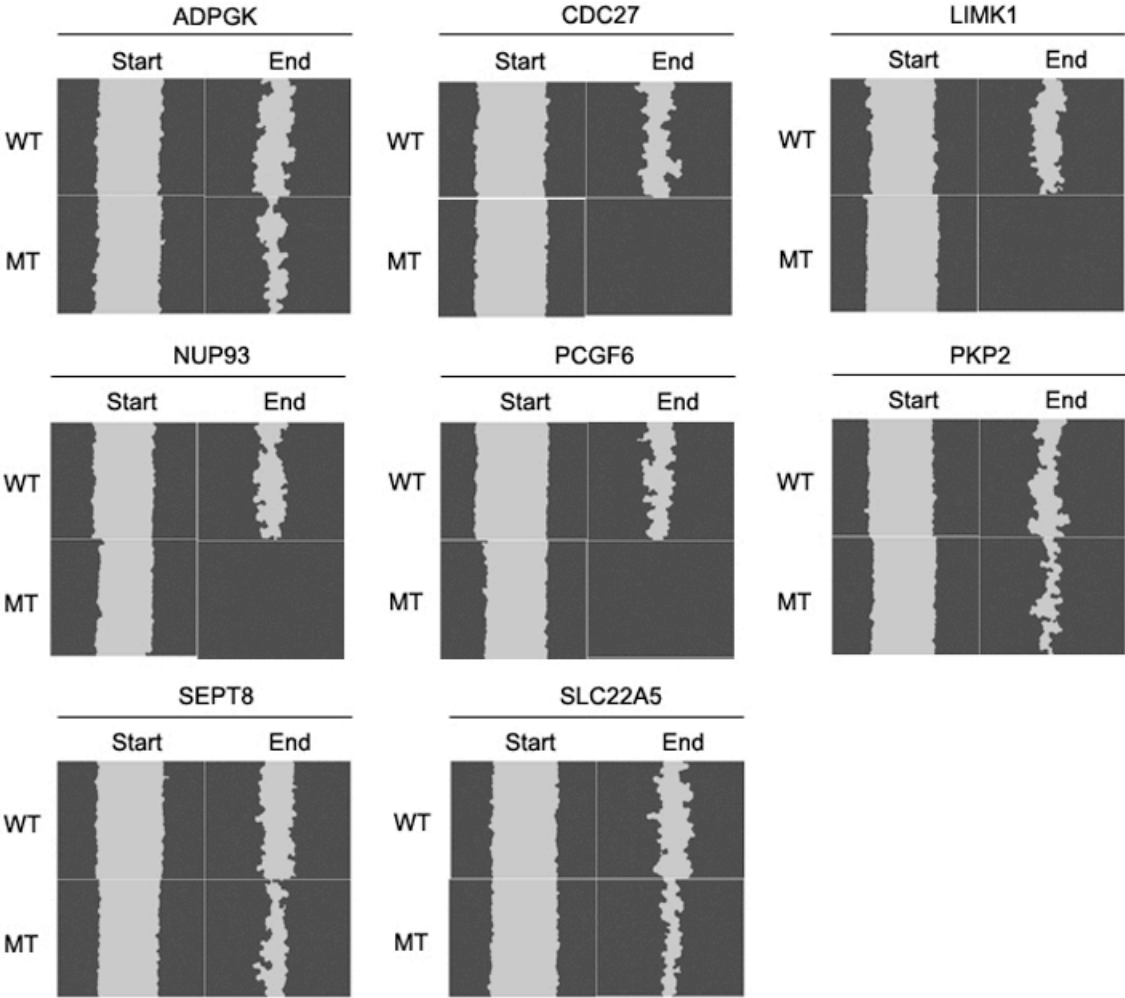 ADPGK CDC27 LIMK1
Start End Start End Start End
WT WT WT
MT MT MT
NUP93 PCGF6 PKP2
Start End Start End Start End
WT WT WT
MT MT MT
SEPT8 SLC22A5
Start End Start End
WT WT
MT MT